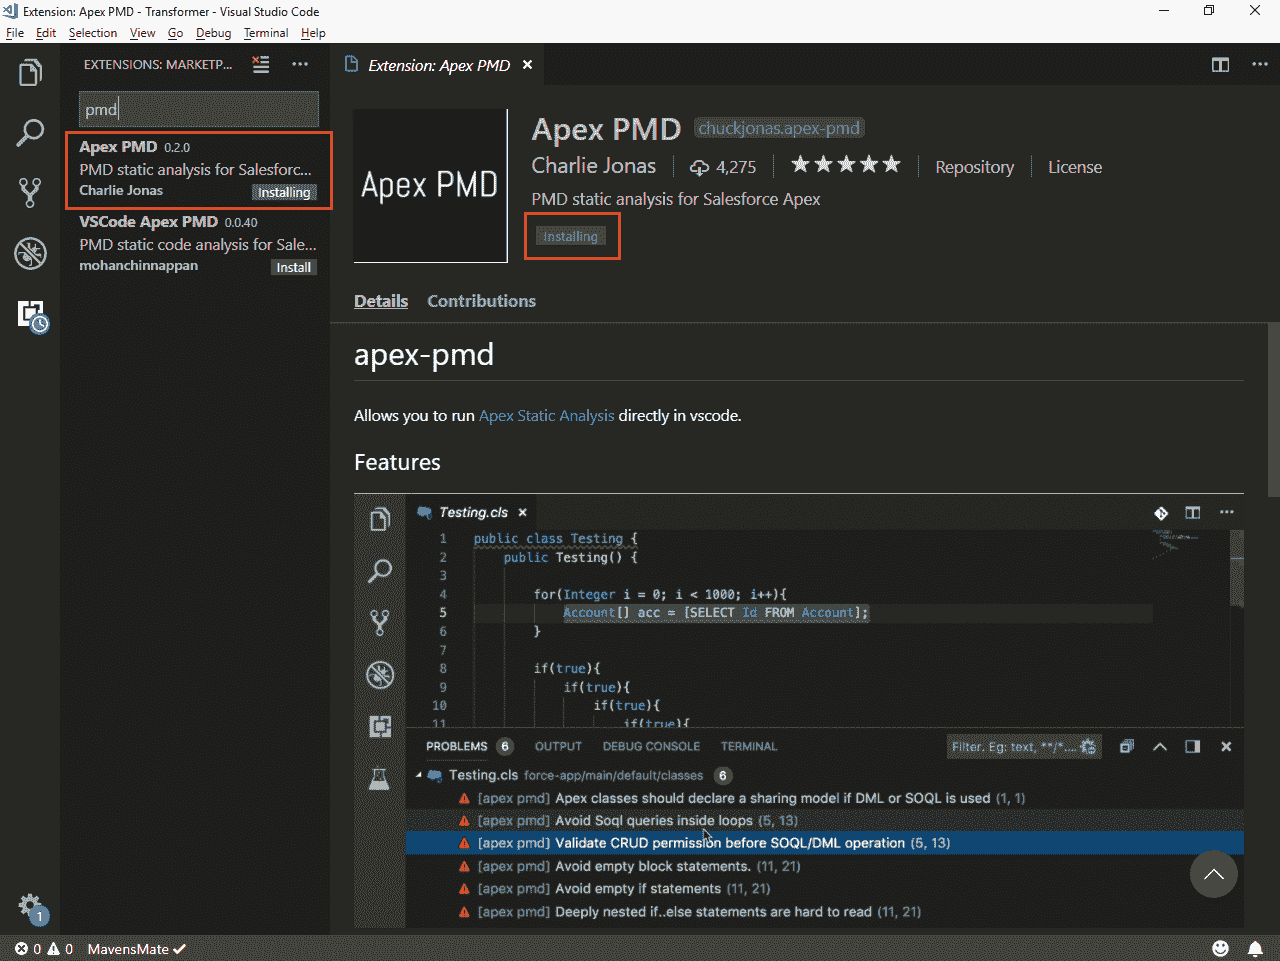 Extension: Apex PMD - Transformer - Visual Studio Code
File Edit Selection View Go Debug Terminal Help
EXTENSIONS: MARKETP...
pmd
Apex PMD 0.2.0
PMD static analysis for Salesforc...
Charlie Jonas Installing
VSCode Apex PMD 0.0.40
PMD static code analysis for Sale...
mohanchinnappan Install
Extension: Apex PMD
Apex PMD
Apex PMD chuckjonas.apex-pmd
Charlie Jonas 4,275 Repository License
PMD static analysis for Salesforce Apex
Installing
Details Contributions
apex-pmd
Allows you to run Apex Static Analysis directly in vscode.
Features
Testing.cls
1 public class Testing {
2 public Testing() {
3
4 for(Integer i = 0; i < 1000; i++){
5 Account[] acc = [SELECT Id FROM Account];
6 }
7
8 if(true){
9 if(true){
10 if(true){
11 if(true){
PROBLEMS 6 OUTPUT DEBUG CONSOLE TERMINAL Filter. Eg: text, **/*....
Testing.cls force-app/main/default/classes 6
[apex pmd] Apex classes should declare a sharing model if DML or SOQL is used (1, 1)
[apex pmd] Avoid Soql queries inside loops (5, 13)
[apex pmd] Validate CRUD permission before SOQL/DML operation (5, 13)
[apex pmd] Avoid empty block statements. (11, 21)
[apex pmd] Avoid empty if statements (11, 21)
[apex pmd] Deeply nested if..else statements are hard to read (11, 21)
1
0 0 MavensMate